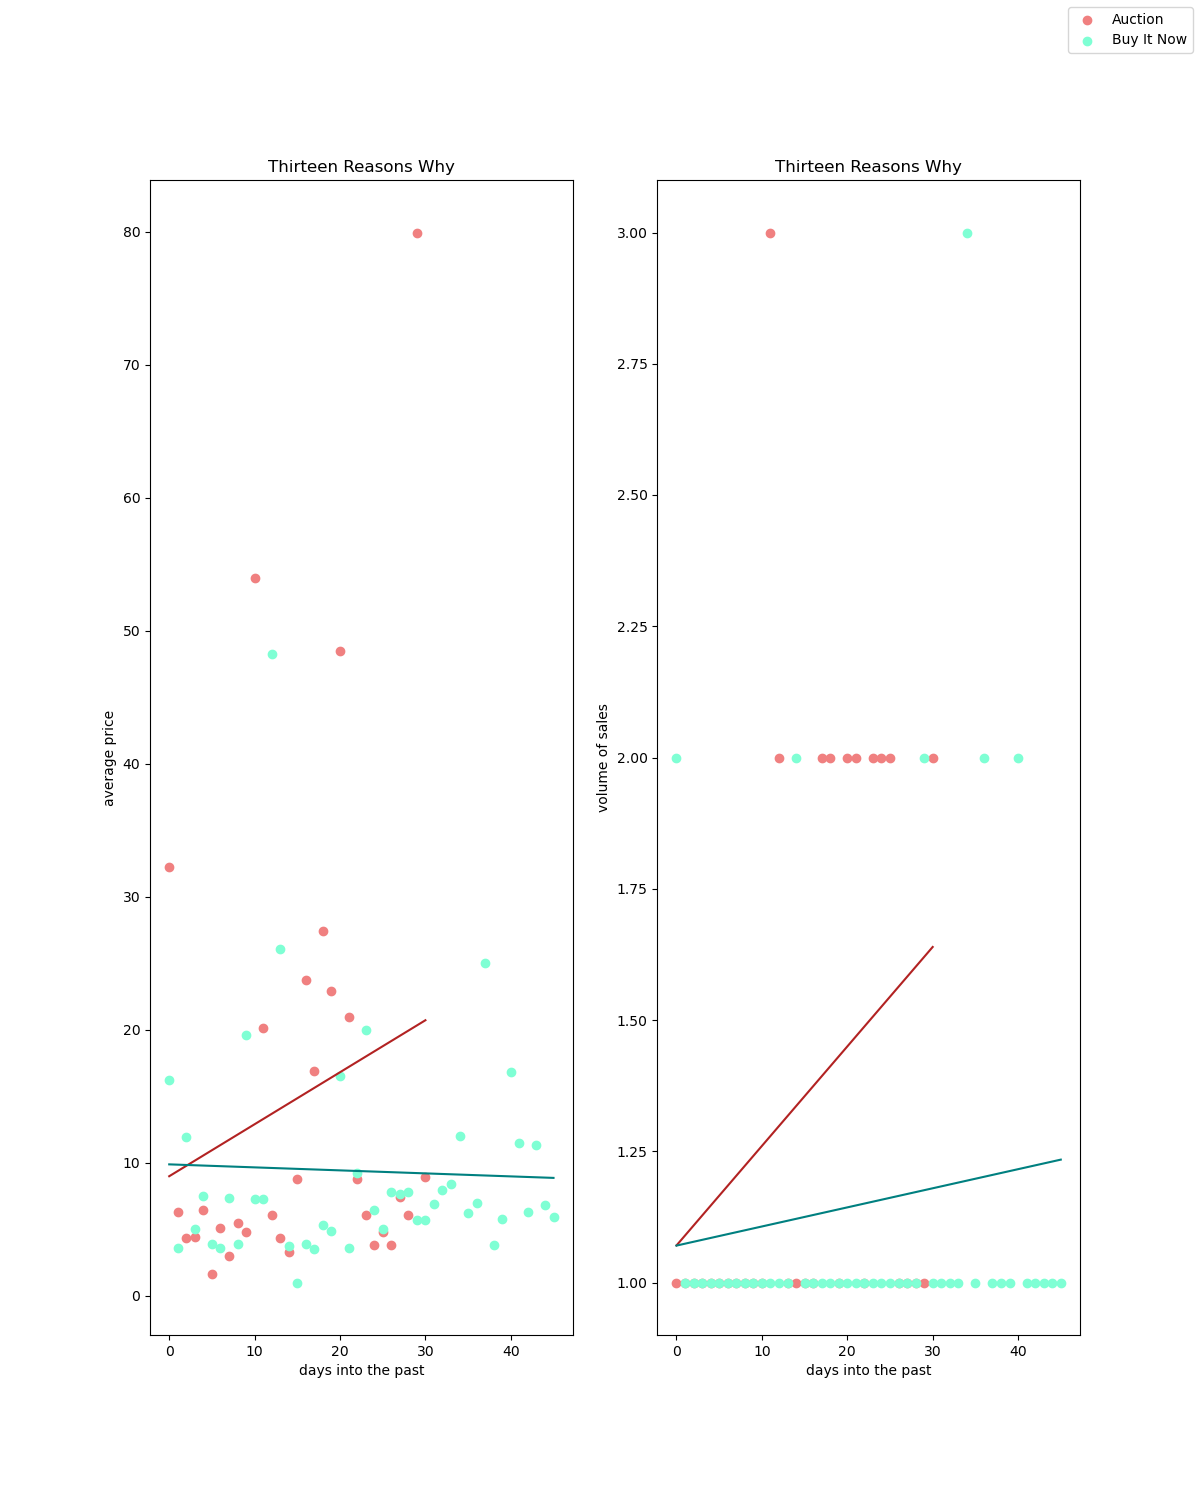 Auction
Buy It Now
Thirteen Reasons Why
80
70
60
50
40
30
20
10
0
average price
0 10 20 30 40
days into the past
Thirteen Reasons Why
3.00
2.75
2.50
2.25
2.00
1.75
1.50
1.25
1.00
volume of sales
0 10 20 30 40
days into the past